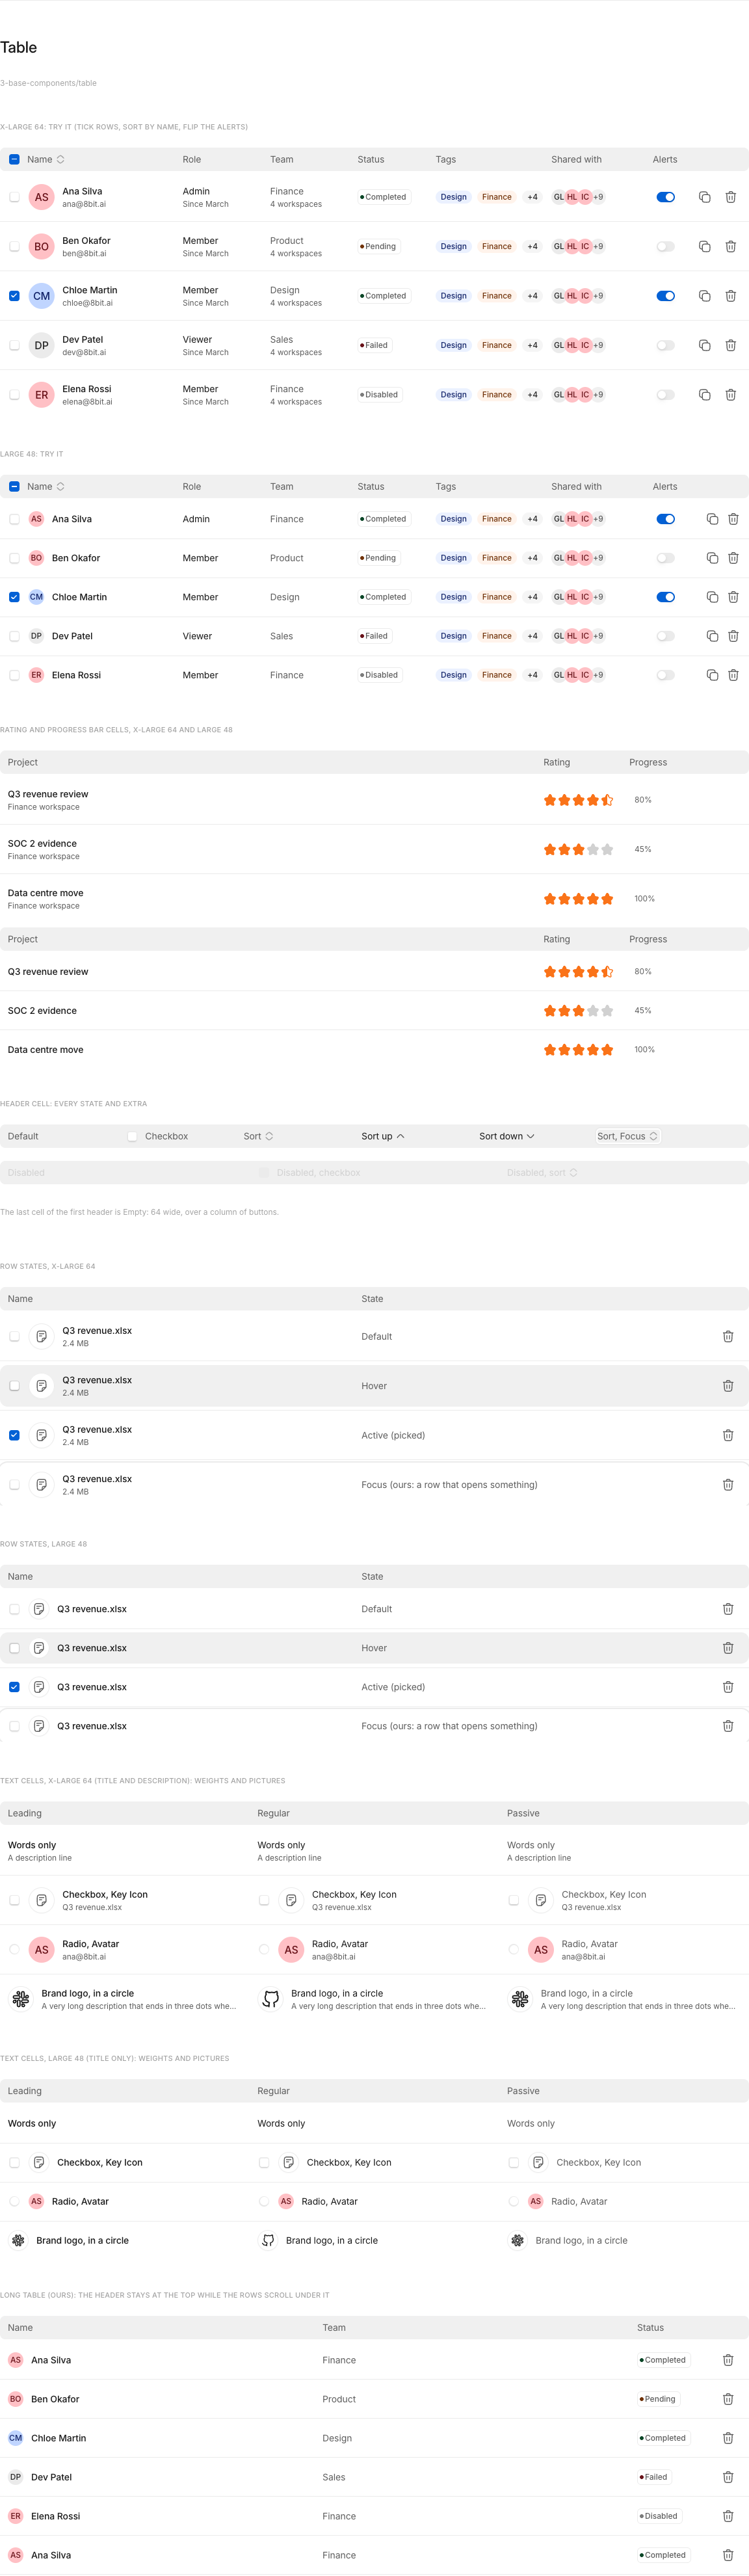 Table
3-base-components/table
X-LARGE 64: TRY IT (TICK ROWS, SORT BY NAME, FLIP THE ALERTS)
Name Role Team Status Tags Shared with Alerts
AS Ana Silva Admin Finance Completed Design Finance +4 GL HL IC +9
ana@8bit.ai Since March 4 workspaces
BO Ben Okafor Member Product Pending Design Finance +4 GL HL IC +9
ben@8bit.ai Since March 4 workspaces
CM Chloe Martin Member Design Completed Design Finance +4 GL HL IC +9
chloe@8bit.ai Since March 4 workspaces
DP Dev Patel Viewer Sales Failed Design Finance +4 GL HL IC +9
dev@8bit.ai Since March 4 workspaces
ER Elena Rossi Member Finance Disabled Design Finance +4 GL HL IC +9
elena@8bit.ai Since March 4 workspaces
LARGE 48: TRY IT
Name Role Team Status Tags Shared with Alerts
AS Ana Silva Admin Finance Completed Design Finance +4 GL HL IC +9
BO Ben Okafor Member Product Pending Design Finance +4 GL HL IC +9
CM Chloe Martin Member Design Completed Design Finance +4 GL HL IC +9
DP Dev Patel Viewer Sales Failed Design Finance +4 GL HL IC +9
ER Elena Rossi Member Finance Disabled Design Finance +4 GL HL IC +9
RATING AND PROGRESS BAR CELLS, X-LARGE 64 AND LARGE 48
Project Rating Progress
Q3 revenue review 80%
Finance workspace
SOC 2 evidence 45%
Finance workspace
Data centre move 100%
Finance workspace
Project Rating Progress
Q3 revenue review 80%
SOC 2 evidence 45%
Data centre move 100%
HEADER CELL: EVERY STATE AND EXTRA
Default Checkbox Sort Sort up Sort down Sort, Focus
Disabled Disabled, checkbox Disabled, sort
The last cell of the first header is Empty: 64 wide, over a column of buttons.
ROW STATES, X-LARGE 64
Name State
Q3 revenue.xlsx Default
2.4 MB
Q3 revenue.xlsx Hover
2.4 MB
Q3 revenue.xlsx Active (picked)
2.4 MB
Q3 revenue.xlsx Focus (ours: a row that opens something)
2.4 MB
ROW STATES, LARGE 48
Name State
Q3 revenue.xlsx Default
Q3 revenue.xlsx Hover
Q3 revenue.xlsx Active (picked)
Q3 revenue.xlsx Focus (ours: a row that opens something)
TEXT CELLS, X-LARGE 64 (TITLE AND DESCRIPTION): WEIGHTS AND PICTURES
Leading Regular Passive
Words only Words only Words only
A description line A description line A description line
Checkbox, Key Icon Checkbox, Key Icon Checkbox, Key Icon
Q3 revenue.xlsx Q3 revenue.xlsx Q3 revenue.xlsx
AS Radio, Avatar AS Radio, Avatar AS Radio, Avatar
ana@8bit.ai ana@8bit.ai ana@8bit.ai
Brand logo, in a circle Brand logo, in a circle Brand logo, in a circle
A very long description that ends in three dots whe... A very long description that ends in three dots whe... A very long description that ends in three dots whe...
TEXT CELLS, LARGE 48 (TITLE ONLY): WEIGHTS AND PICTURES
Leading Regular Passive
Words only Words only Words only
Checkbox, Key Icon Checkbox, Key Icon Checkbox, Key Icon
AS Radio, Avatar AS Radio, Avatar AS Radio, Avatar
Brand logo, in a circle Brand logo, in a circle Brand logo, in a circle
LONG TABLE (OURS): THE HEADER STAYS AT THE TOP WHILE THE ROWS SCROLL UNDER IT
Name Team Status
AS Ana Silva Finance Completed
BO Ben Okafor Product Pending
CM Chloe Martin Design Completed
DP Dev Patel Sales Failed
ER Elena Rossi Finance Disabled
AS Ana Silva Finance Completed